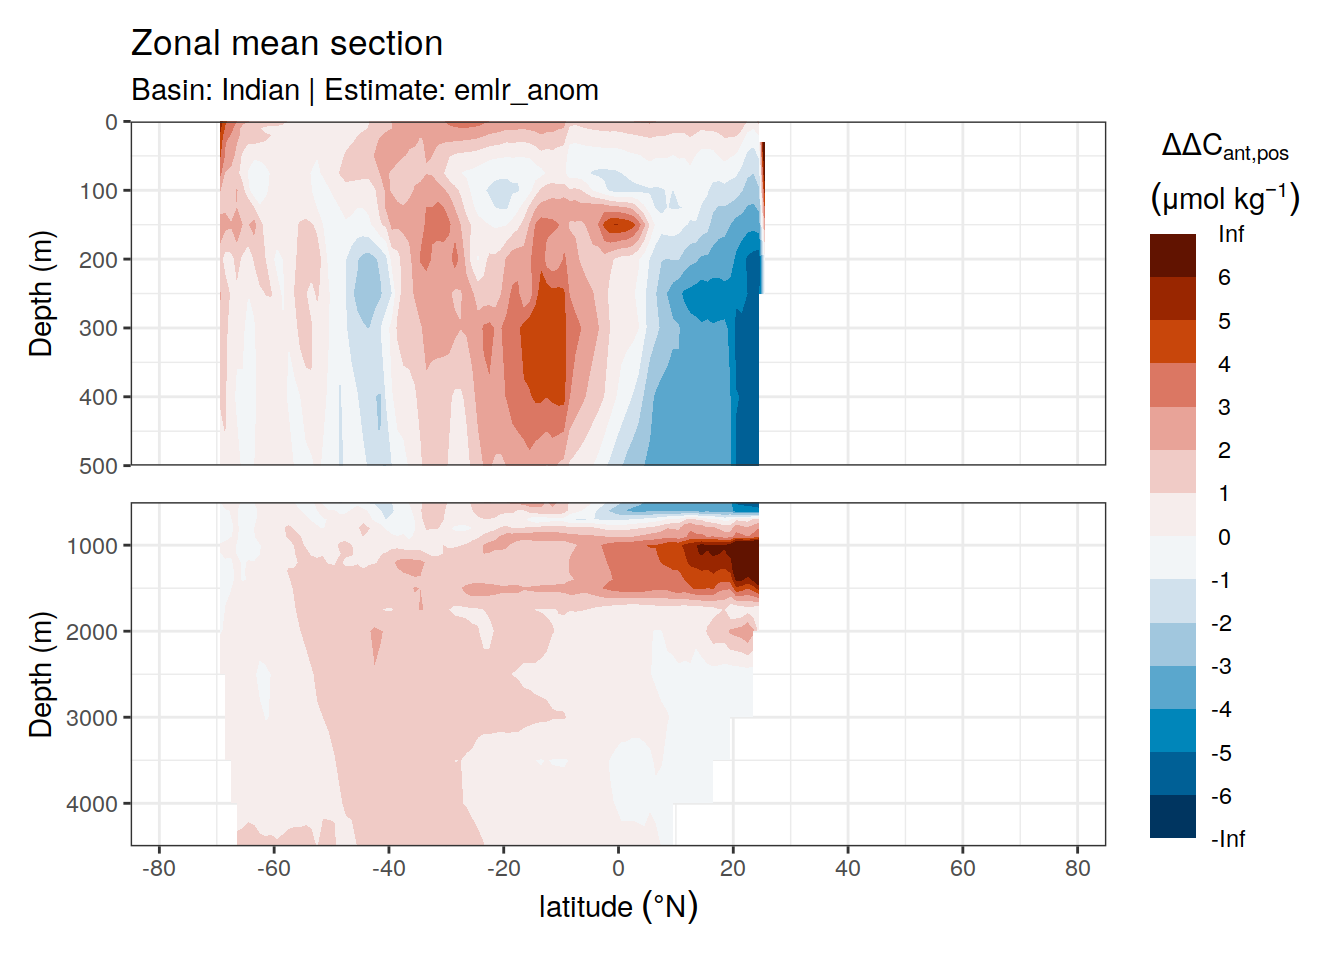 Zonal mean section
Basin: Indian | Estimate: emlr_anom
0
100
200
300
400
500
Depth (m)
1000
2000
3000
4000
Depth (m)
-80 -60 -40 -20 0 20 40 60 80
latitude (°N)
ΔΔC_ant,pos
(μmol kg⁻¹)
Inf
6
5
4
3
2
1
0
-1
-2
-3
-4
-5
-6
-Inf